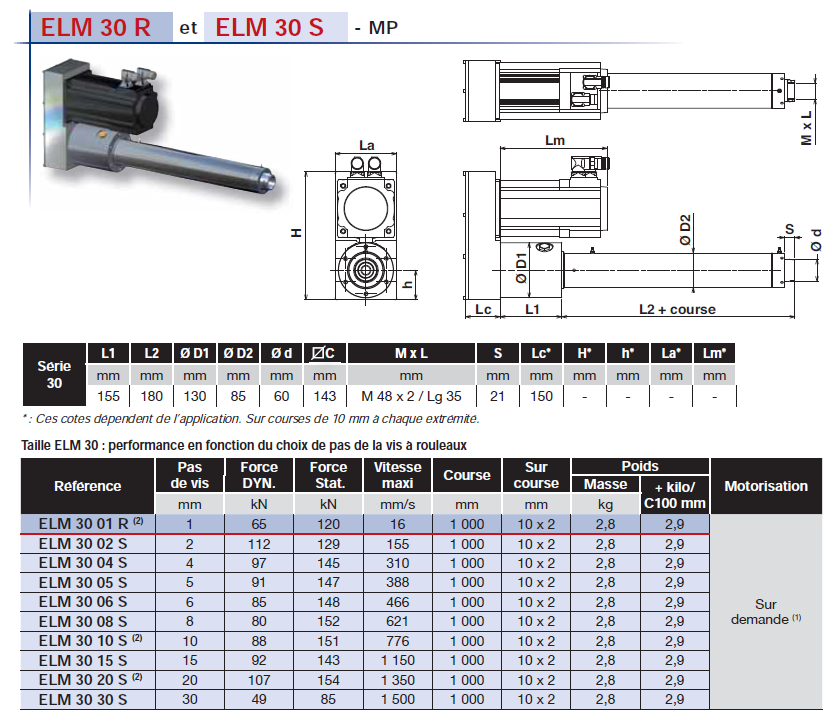 ELM 30 R et ELM 30 S - MP
M x L
La
Lm
H
h
Ø D1
Ø D2
S
Ø d
Lc L1 L2 + course
Série 30 L1 L2 Ø D1 Ø D2 Ø d C M x L S Lc* H* h* La* Lm*
mm mm mm mm mm mm mm mm mm mm mm mm mm
155 180 130 85 60 143 M 48 x 2 / Lg 35 21 150 - - - -
* : Ces cotes dépendent de l'application. Sur courses de 10 mm à chaque extrémité.
Taille ELM 30 : performance en fonction du choix de pas de la vis à rouleaux
Référence Pas de vis Force DYN. Force Stat. Vitesse maxi Course Sur course Poids Motorisation
Masse + kilo/ C100 mm
mm kN kN mm/s mm mm kg
ELM 30 01 R (2) 1 65 120 16 1 000 10 x 2 2,8 2,9
ELM 30 02 S 2 112 129 155 1 000 10 x 2 2,8 2,9
ELM 30 04 S 4 97 145 310 1 000 10 x 2 2,8 2,9
ELM 30 05 S 5 91 147 388 1 000 10 x 2 2,8 2,9
ELM 30 06 S 6 85 148 466 1 000 10 x 2 2,8 2,9
ELM 30 08 S 8 80 152 621 1 000 10 x 2 2,8 2,9
ELM 30 10 S (2) 10 88 151 776 1 000 10 x 2 2,8 2,9
ELM 30 15 S 15 92 143 1 150 1 000 10 x 2 2,8 2,9
ELM 30 20 S (2) 20 107 154 1 350 1 000 10 x 2 2,8 2,9
ELM 30 30 S 30 49 85 1 500 1 000 10 x 2 2,8 2,9
Sur
demande (1)